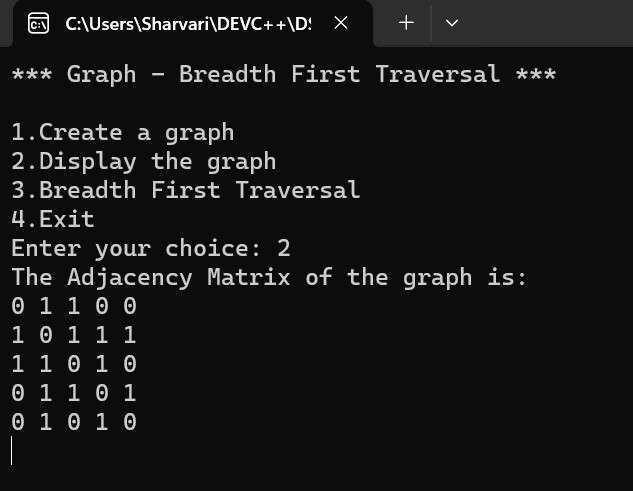 C:\Users\Sharvari\DEVC++\DS
*** Graph - Breadth First Traversal ***
1.Create a graph
2.Display the graph
3.Breadth First Traversal
4.Exit
Enter your choice: 2
The Adjacency Matrix of the graph is:
0 1 1 0 0
1 0 1 1 1
1 1 0 1 0
0 1 1 0 1
0 1 0 1 0